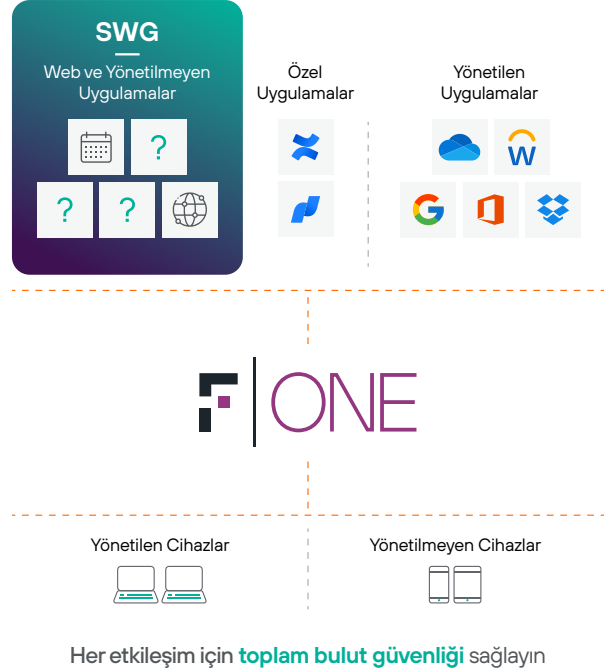 SWG
Web ve Yönetilmeyen
Uygulamalar
?
?
?
Özel
Uygulamalar
Yönetilen
Uygulamalar
W
G
F|ONE
Yönetilen Cihazlar
Yönetilmeyen Cihazlar
Her etkileşim için toplam bulut güvenliği sağlayın